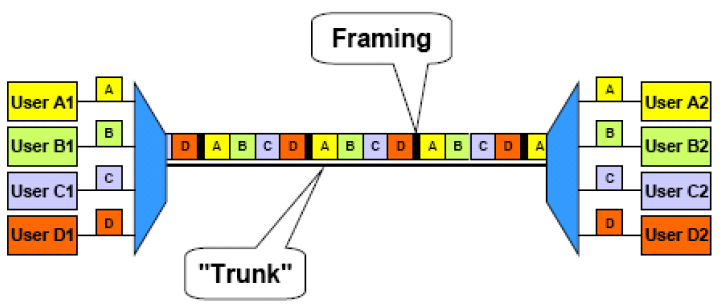 Framing
User A1 A A User A2
User B1 B B User B2
D A B C D A B C D A B C D A
User C1 C C User C2
User D1 D D User D2
"Trunk"